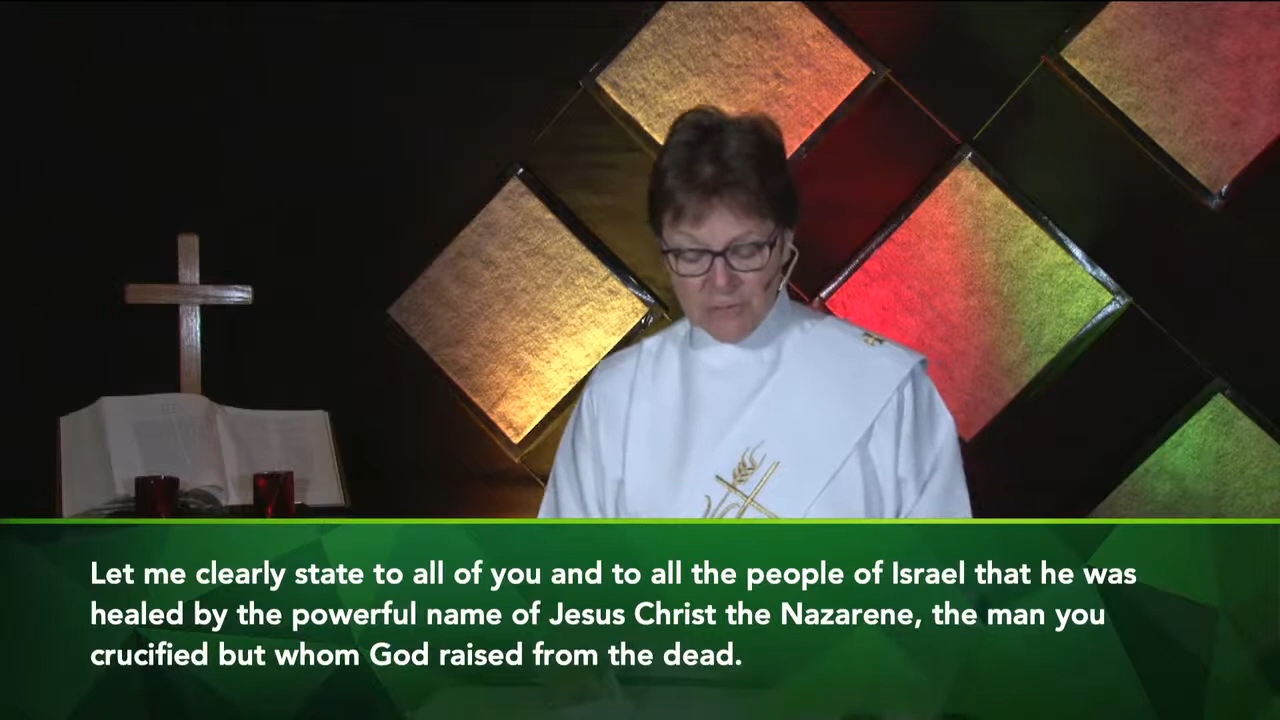 Let me clearly state to all of you and to all the people of Israel that he was
healed by the powerful name of Jesus Christ the Nazarene, the man you
crucified but whom God raised from the dead.